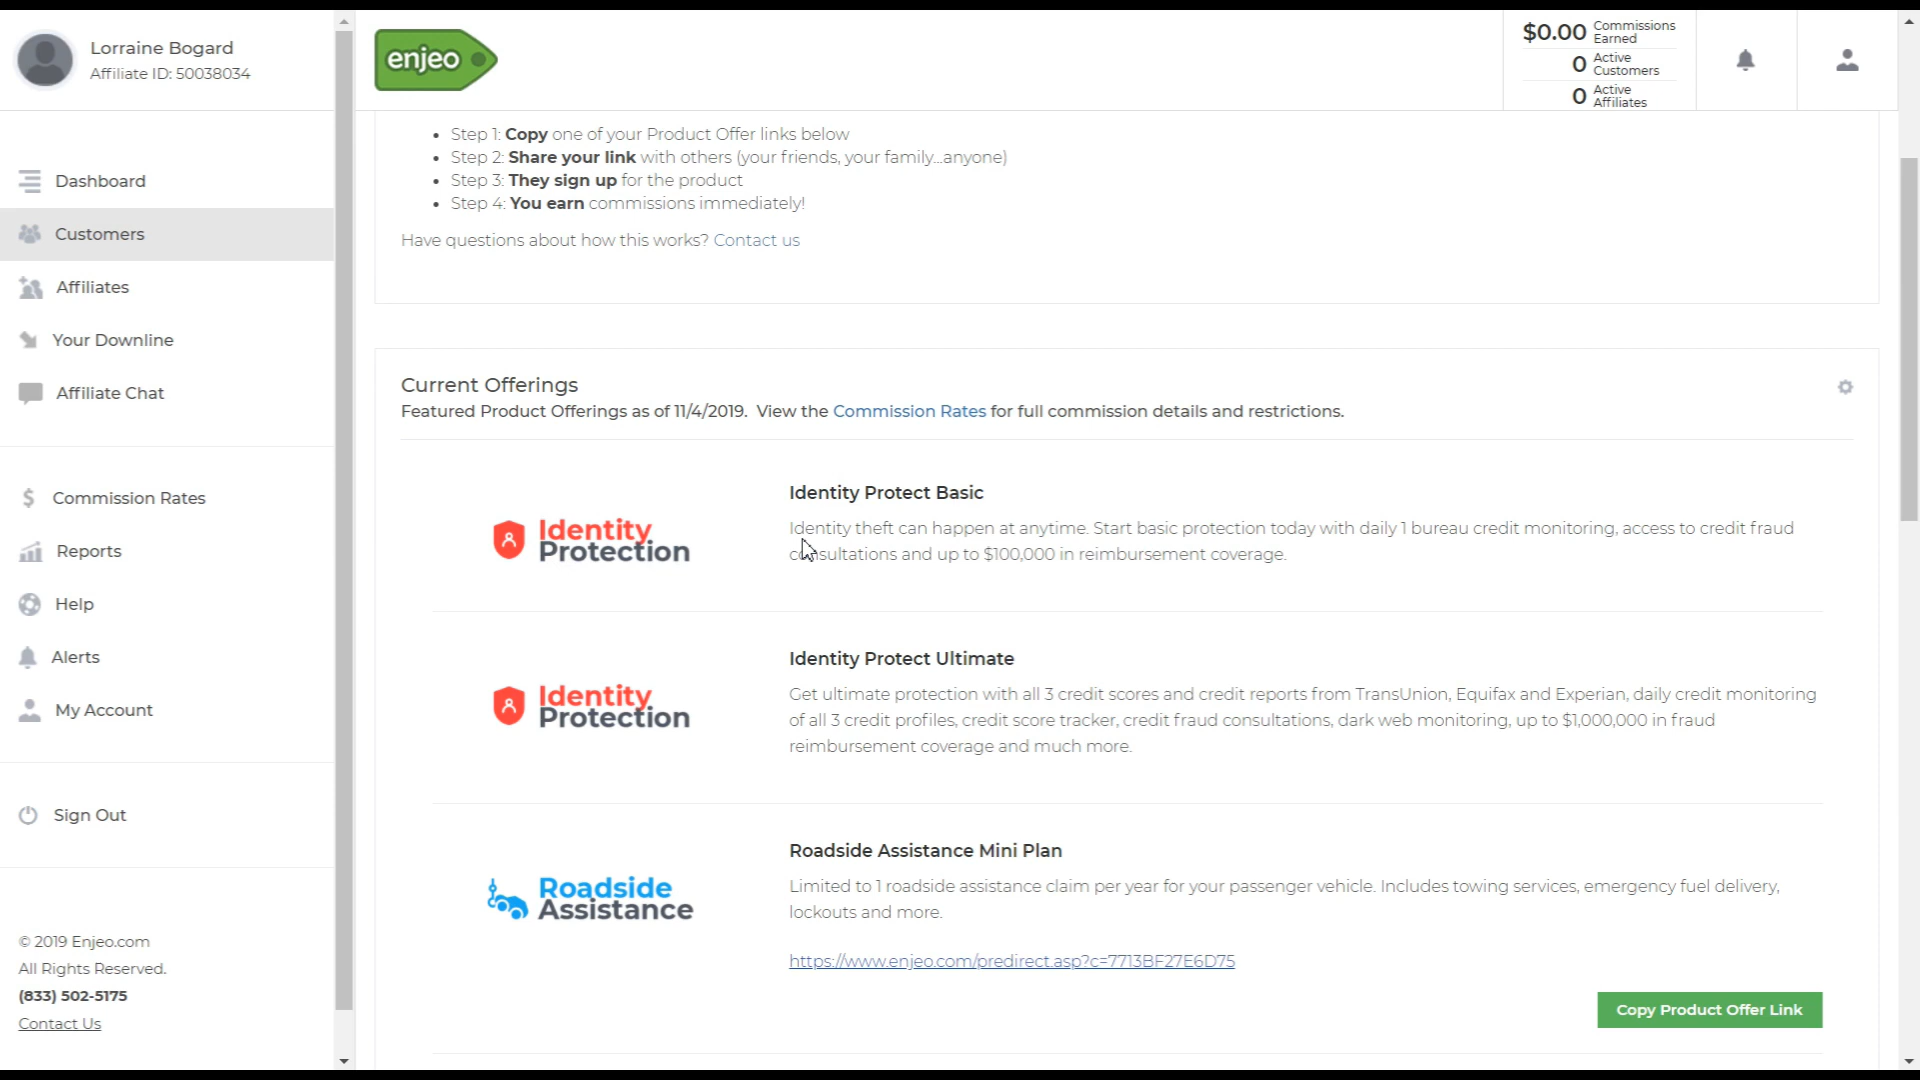 Lorraine Bogard
Affiliate ID: 50038034
Dashboard
Customers
Affiliates
Your Downline
Affiliate Chat
Commission Rates
Reports
Help
Alerts
My Account
Sign Out
© 2019 Enjeo.com
All Rights Reserved.
(833) 502-5175
Contact Us
enjeo
$0.00 Commissions
Earned
0 Active
Customers
0 Active
Affiliates
• Step 1: Copy one of your Product Offer links below
• Step 2: Share your link with others (your friends, your family...anyone)
• Step 3: They sign up for the product
• Step 4: You earn commissions immediately!
Have questions about how this works? Contact us
Current Offerings
Featured Product Offerings as of 11/4/2019. View the Commission Rates for full commission details and restrictions.
Identity
Protection
Identity Protect Basic
Identity theft can happen at anytime. Start basic protection today with daily 1 bureau credit monitoring, access to credit fraud
consultations and up to $100,000 in reimbursement coverage.
Identity
Protection
Identity Protect Ultimate
Get ultimate protection with all 3 credit scores and credit reports from TransUnion, Equifax and Experian, daily credit monitoring
of all 3 credit profiles, credit score tracker, credit fraud consultations, dark web monitoring, up to $1,000,000 in fraud
reimbursement coverage and much more.
Roadside
Assistance
Roadside Assistance Mini Plan
Limited to 1 roadside assistance claim per year for your passenger vehicle. Includes towing services, emergency fuel delivery,
lockouts and more.
https://www.enjeo.com/predirect.asp?c=7713BF27E6D75
Copy Product Offer Link